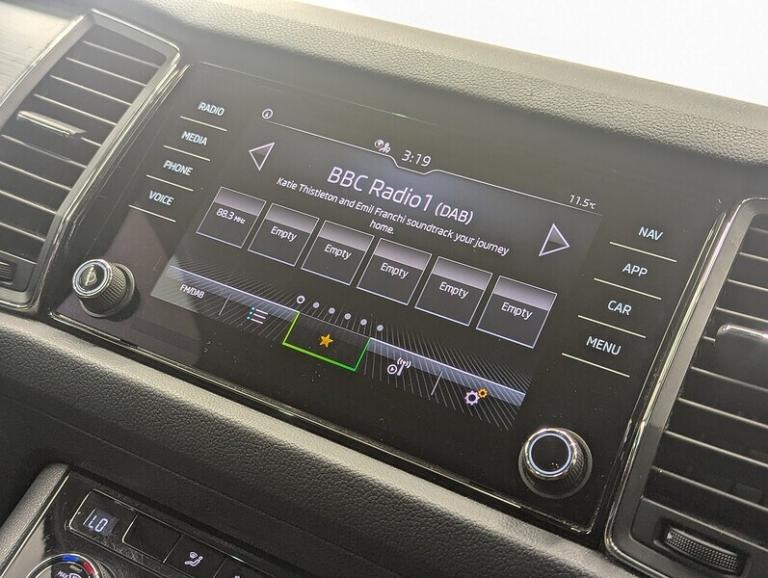 RADIO
MEDIA
PHONE
VOICE
3:19
11.5°C
BBC Radio1 (DAB)
Katie Thistleton and Emil Franchi soundtrack your journey
home.
88.3 MHz
Empty
Empty
Empty
Empty
Empty
FM/DAB
NAV
APP
CAR
MENU
LO